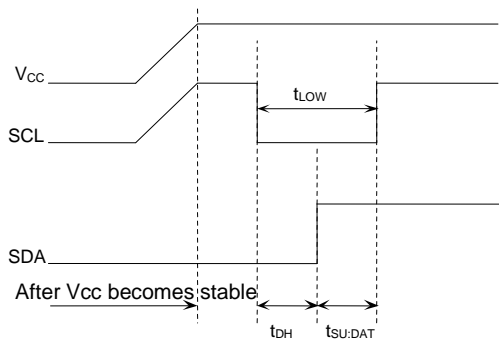 VCC
tLOW
SCL
SDA
After Vcc becomes stable
tDH
tSU:DAT